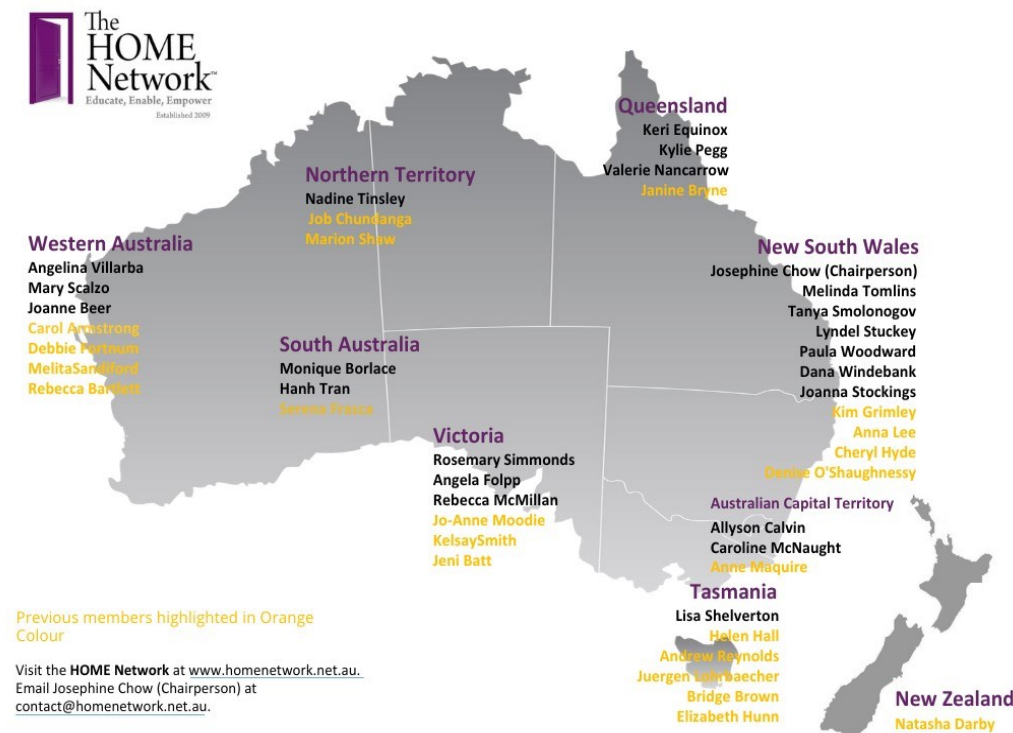 The
HOME
Network™
Educate, Enable, Empower
Established 2009
Queensland
Keri Equinox
Kylie Pegg
Valerie Nancarrow
Janine Bryne
Northern Territory
Nadine Tinsley
Job Chundanga
Marion Shaw
Western Australia
Angelina Villarba
Mary Scalzo
Joanne Beer
Carol Armstrong
Debbie Fortnum
MelitaSandiford
Rebecca Bartlett
New South Wales
Josephine Chow (Chairperson)
Melinda Tomlins
Tanya Smolonogov
Lyndel Stuckey
Paula Woodward
Dana Windebank
Joanna Stockings
Kim Grimley
Anna Lee
Cheryl Hyde
Denise O'Shaughnessy
South Australia
Monique Borlace
Hanh Tran
Serena Frasca
Victoria
Rosemary Simmonds
Angela Folpp
Rebecca McMillan
Jo-Anne Moodie
KelsaySmith
Jeni Batt
Australian Capital Territory
Allyson Calvin
Caroline McNaught
Anne Maquire
Tasmania
Lisa Shelverton
Helen Hall
Andrew Reynolds
Juergen Lohrbaecher
Bridge Brown
Elizabeth Hunn
New Zealand
Natasha Darby
Previous members highlighted in Orange
Colour
Visit the HOME Network at www.homenetwork.net.au.
Email Josephine Chow (Chairperson) at
contact@homenetwork.net.au.